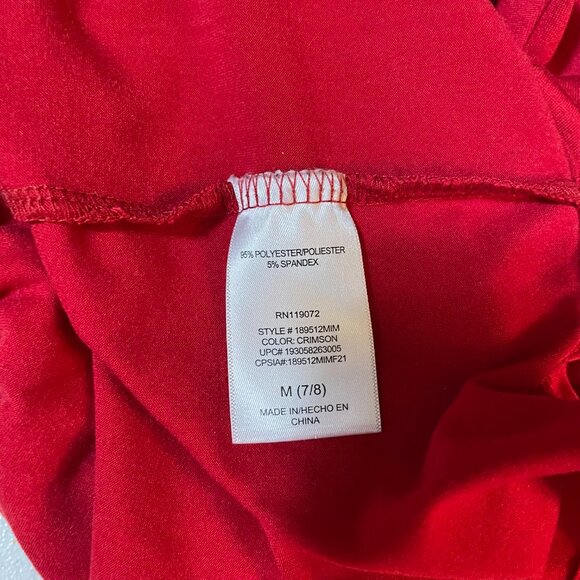 95% POLYESTER/POLIESTER
5% SPANDEX
RN119072
STYLE # 189512MIM
COLOR: CRIMSON
UPC# 193058263005
CPSIA#: 189512MIMF21
M (7/8)
MADE IN/HECHO EN
CHINA